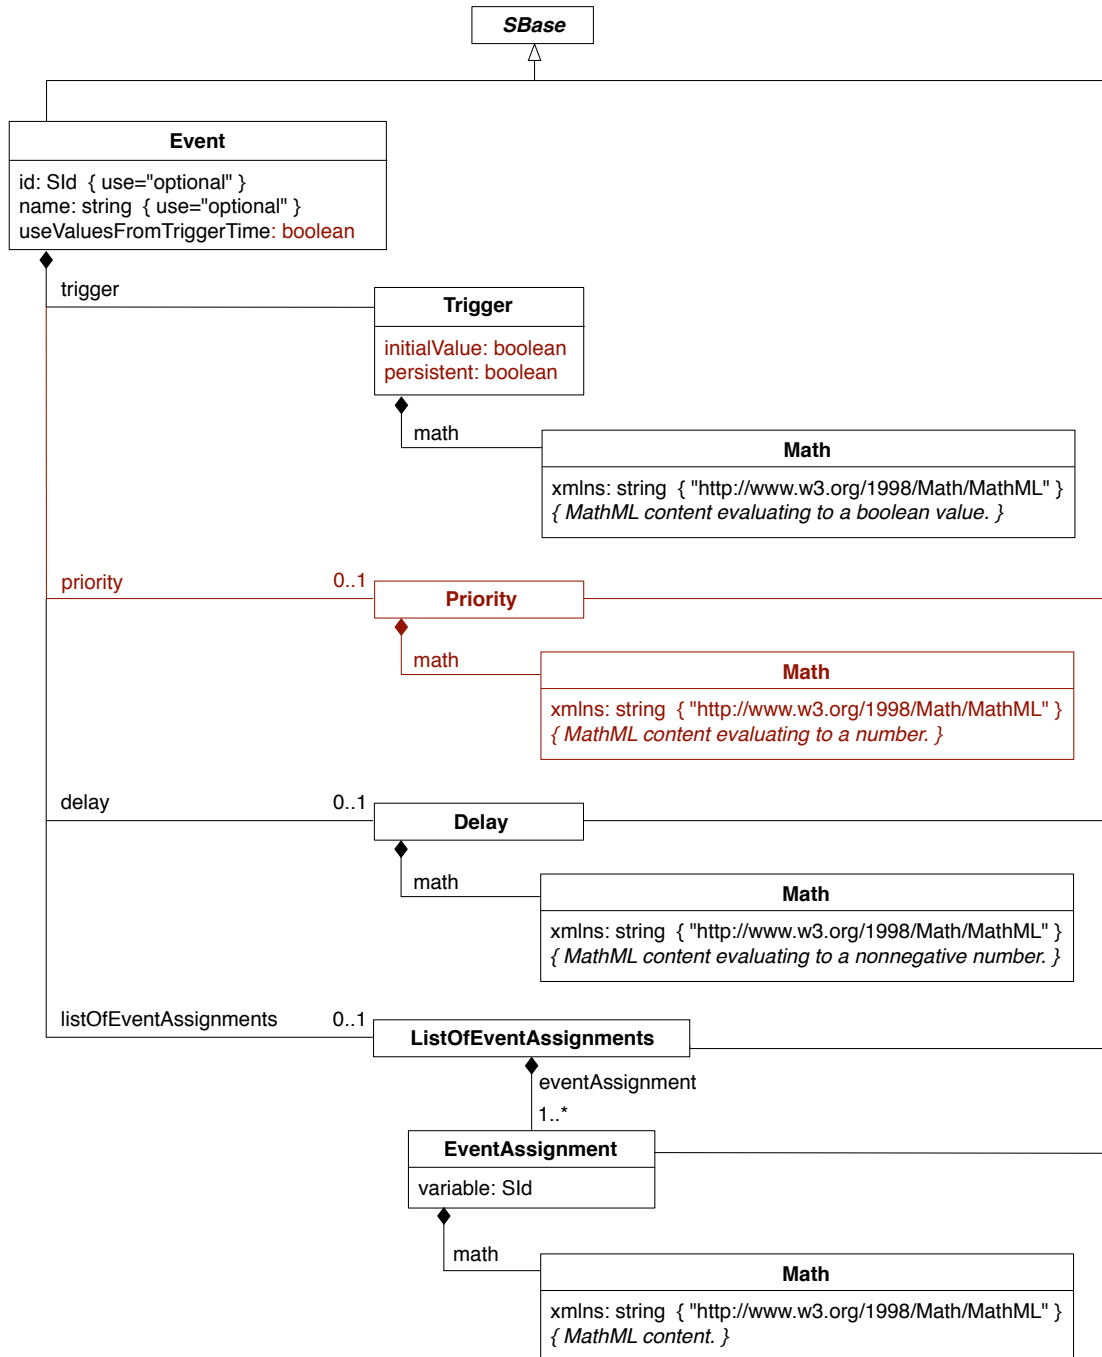 SBase
Event
id: SId { use="optional" }
name: string { use="optional" }
useValuesFromTriggerTime: boolean
trigger
Trigger
initialValue: boolean
persistent: boolean
math
Math
xmlns: string { "http://www.w3.org/1998/Math/MathML" }
{ MathML content evaluating to a boolean value. }
priority 0..1
Priority
math
Math
xmlns: string { "http://www.w3.org/1998/Math/MathML" }
{ MathML content evaluating to a number. }
delay 0..1
Delay
math
Math
xmlns: string { "http://www.w3.org/1998/Math/MathML" }
{ MathML content evaluating to a nonnegative number. }
listOfEventAssignments 0..1
ListOfEventAssignments
eventAssignment
1..*
EventAssignment
variable: SId
math
Math
xmlns: string { "http://www.w3.org/1998/Math/MathML" }
{ MathML content. }